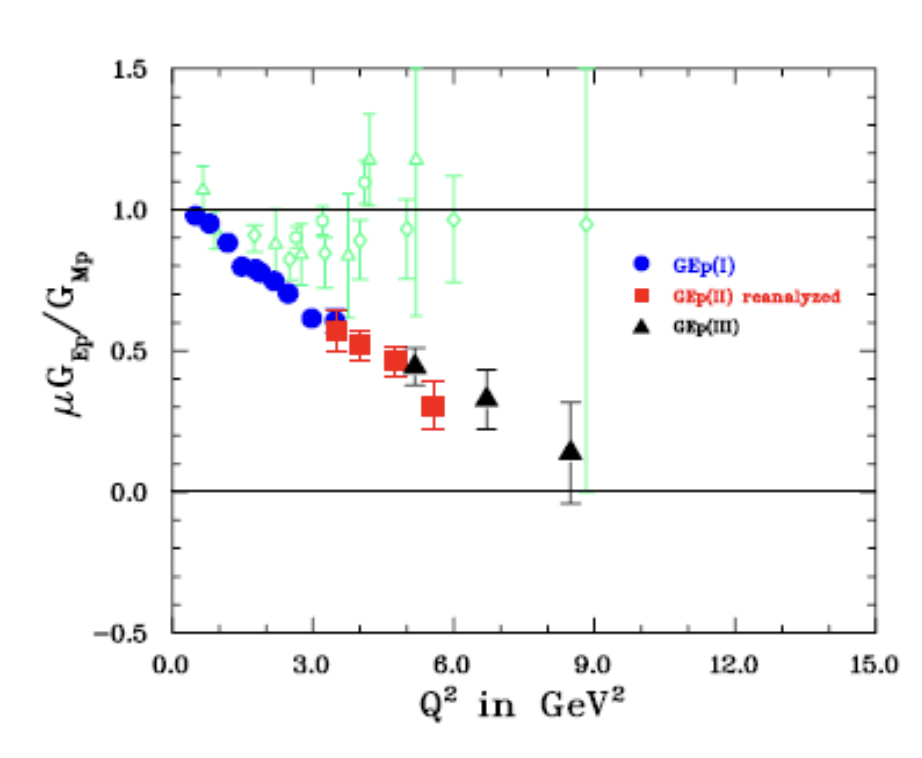 1.5
1.0
0.5
0.0
−0.5
μG_Ep/G_Mp
GEp(I)
GEp(II) reanalyzed
GEp(III)
0.0 3.0 6.0 9.0 12.0 15.0
Q² in GeV²